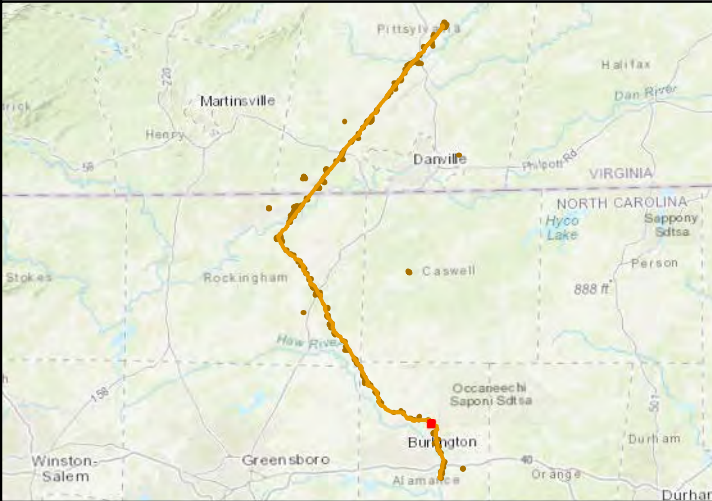 Pittsylvania
Halifax
220
Martinsville
Dan River
Henry
58
Danville
Philpott Rd
VIRGINIA
NORTH CAROLINA
Hyco
Lake
Sappony
Sdtsa
Stokes
Rockingham
Caswell
Person
888 ft
Haw River
158
Occaneechi
Saponi Sdtsa
501
Burlington
Durham
Winston-
Salem
Greensboro
40
Alamance
Orange
Durham